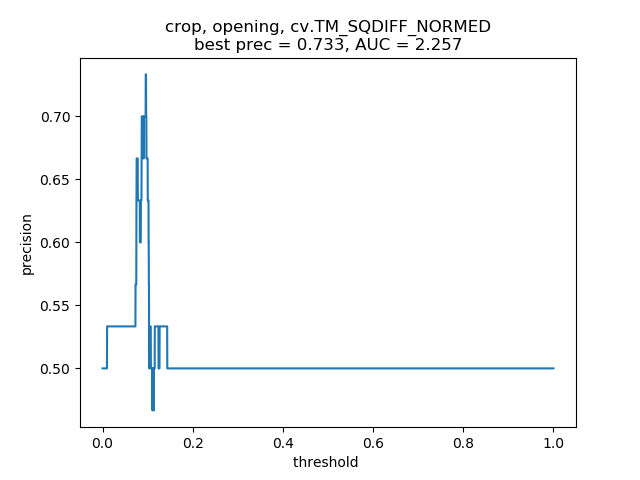 crop, opening, cv.TM_SQDIFF_NORMED
best prec = 0.733, AUC = 2.257
0.70
0.65
0.60
0.55
0.50
precision
0.0 0.2 0.4 0.6 0.8 1.0
threshold